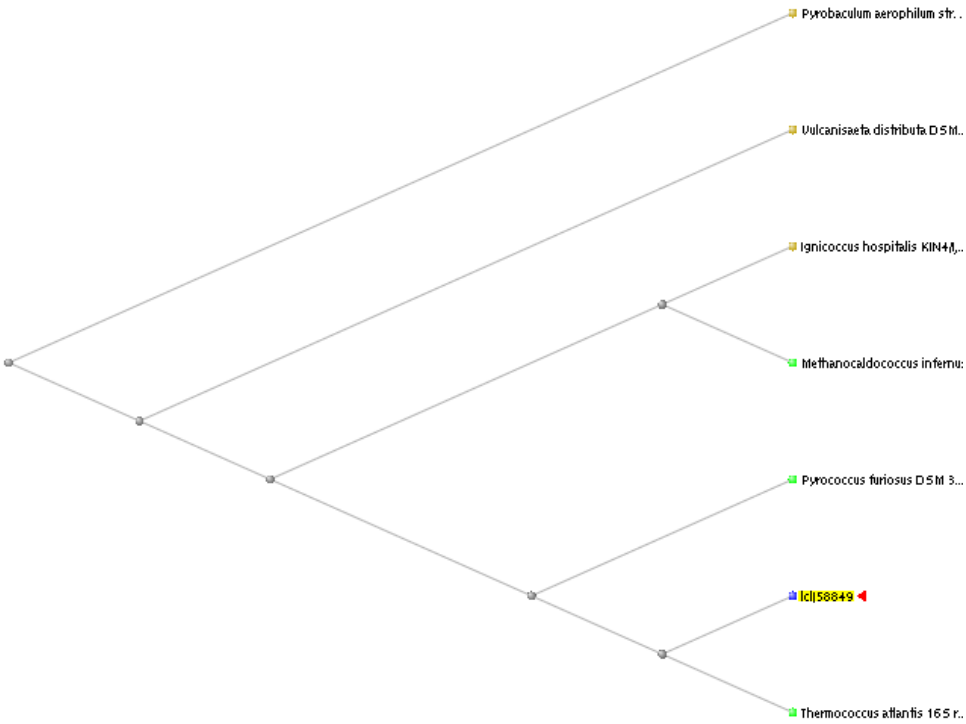 Pyrobaculum aerophilum str...
Vulcanisaeta distributa DSM...
Ignicoccus hospitalis KIN4/I,...
Methanocaldococcus infernus
Pyrococcus furiosus DSM 3...
lcl|58849
Thermococcus atlantis 16S r...